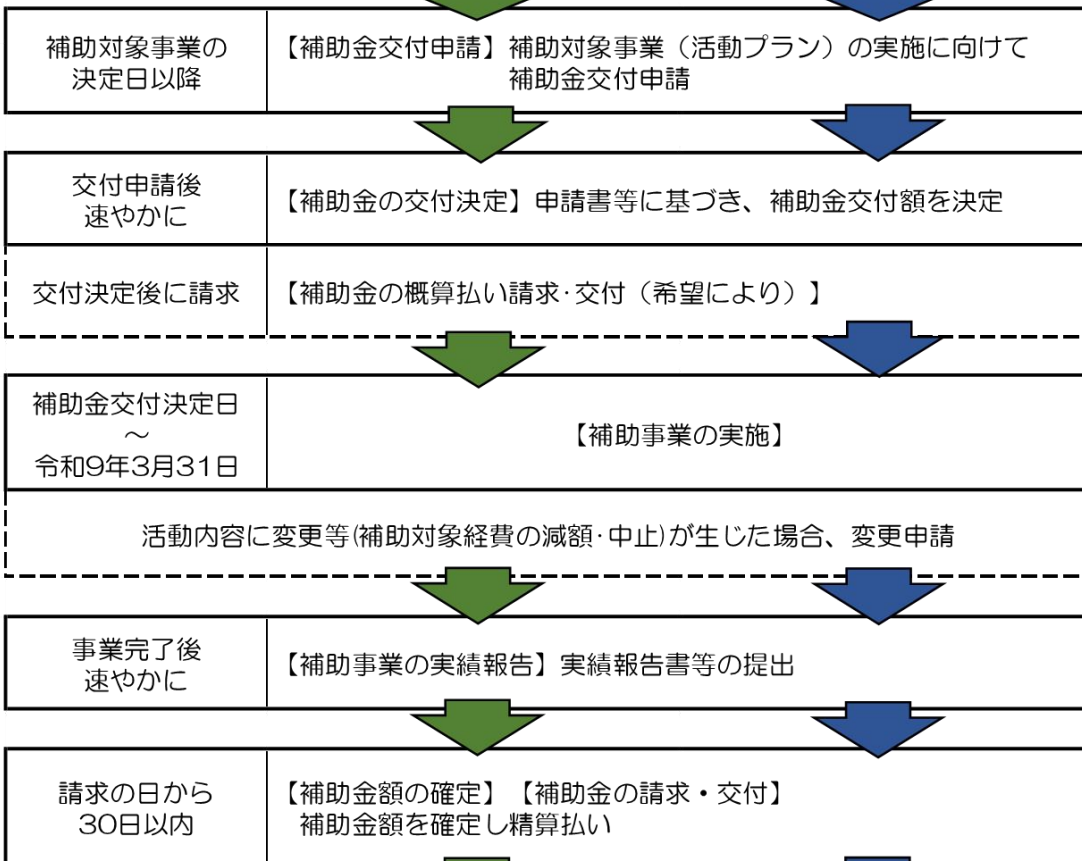 補助対象事業の
決定日以降
【補助金交付申請】補助対象事業（活動プラン）の実施に向けて
補助金交付申請
交付申請後
速やかに
【補助金の交付決定】申請書等に基づき、補助金交付額を決定
交付決定後に請求
【補助金の概算払い請求･交付（希望により）】
補助金交付決定日
～
令和9年3月31日
【補助事業の実施】
活動内容に変更等(補助対象経費の減額･中止)が生じた場合、変更申請
事業完了後
速やかに
【補助事業の実績報告】実績報告書等の提出
請求の日から
30日以内
【補助金額の確定】【補助金の請求・交付】
補助金額を確定し精算払い